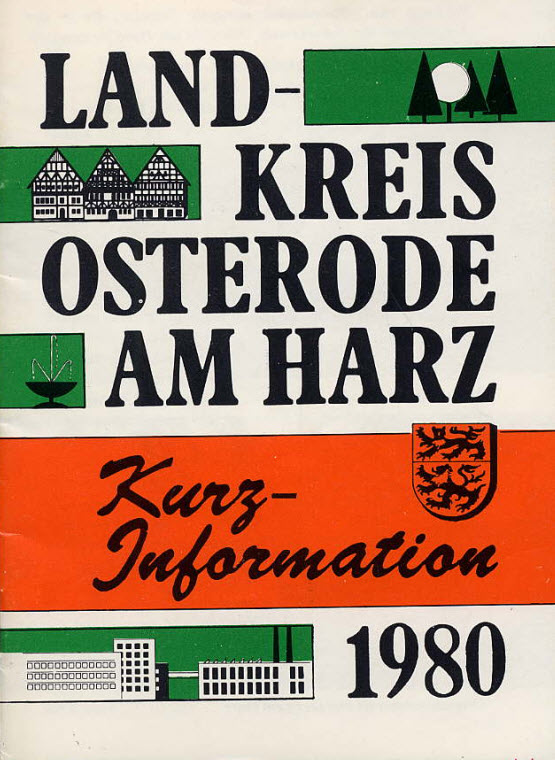 LAND-
KREIS
OSTERODE
AM HARZ
Kurz-
Information
1980